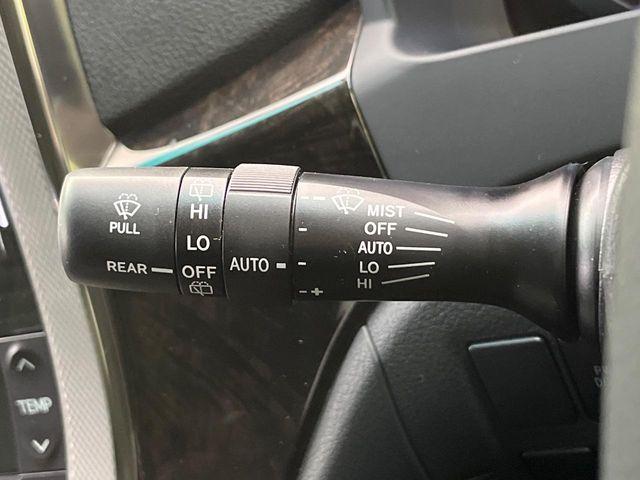 PULL
REAR
HI
LO
OFF
AUTO
- -
-
-
- +
MIST
OFF
AUTO
LO
HI
TEMP